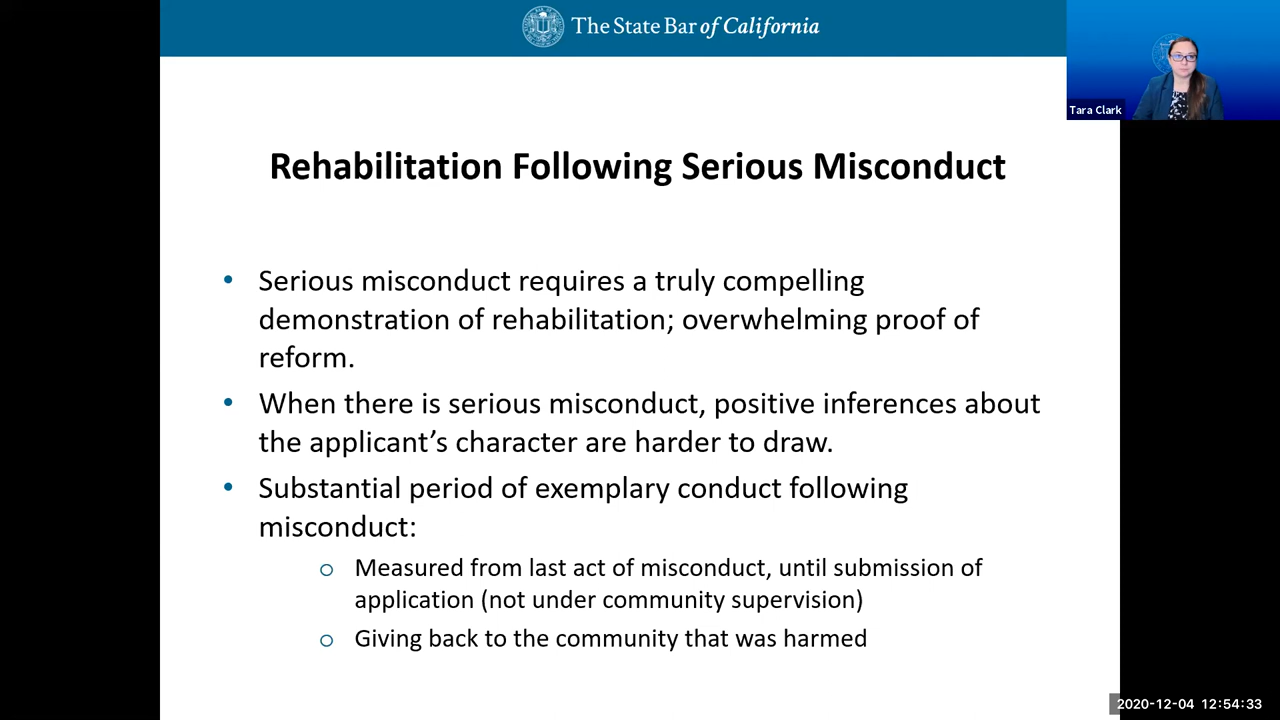 The State Bar of California
Tara Clark
Rehabilitation Following Serious Misconduct
• Serious misconduct requires a truly compelling
demonstration of rehabilitation; overwhelming proof of
reform.
• When there is serious misconduct, positive inferences about
the applicant’s character are harder to draw.
• Substantial period of exemplary conduct following
misconduct:
o Measured from last act of misconduct, until submission of
application (not under community supervision)
o Giving back to the community that was harmed
2020-12-04 12:54:33